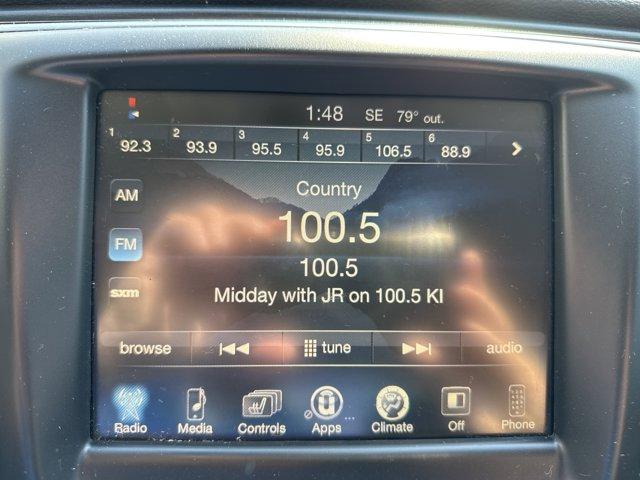 1:48 SE 79° out.
1 92.3 2 93.9 3 95.5 4 95.9 5 106.5 6 88.9
AM
Country
100.5
FM
100.5
sxm
Midday with JR on 100.5 KI
browse tune audio
Radio Media Controls Apps Climate Off Phone